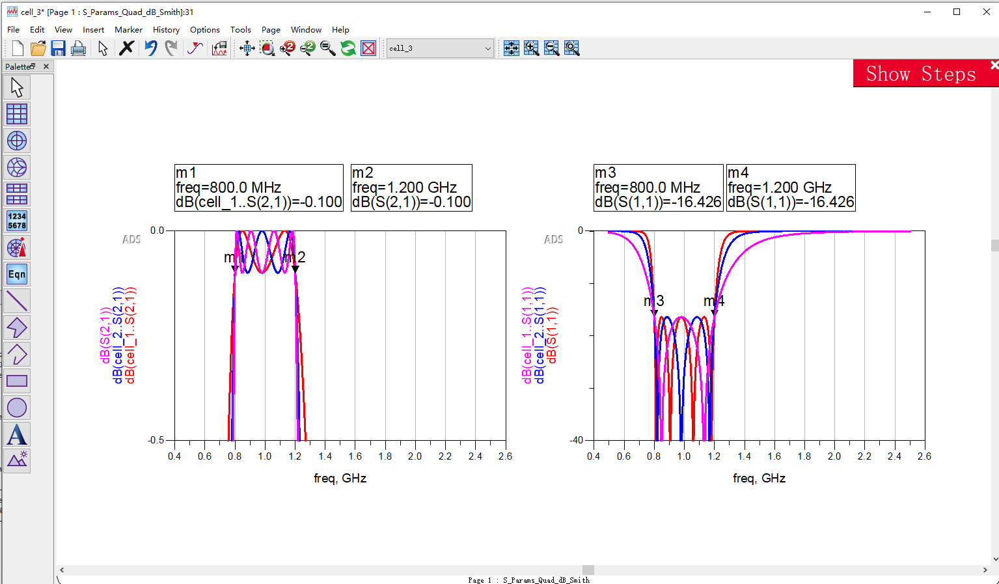 cell_3* [Page 1 : S_Params_Quad_dB_Smith]:31
File Edit View Insert Marker History Options Tools Page Window Help
2 2 cell_3
Palette
Show Steps
1234
5678
Eqn
A
m1
freq=800.0 MHz
dB(cell_1..S(2,1))=-0.100
m2
freq=1.200 GHz
dB(S(2,1))=-0.100
m3
freq=800.0 MHz
dB(S(1,1))=-16.426
m4
freq=1.200 GHz
dB(S(1,1))=-16.426
ADS
0.0
-0.5
m1
m2
dB(S(2,1))
dB(cell_2..S(2,1))
dB(cell_1..S(2,1))
0.4 0.6 0.8 1.0 1.2 1.4 1.6 1.8 2.0 2.2 2.4 2.6
freq, GHz
ADS
0
-40
m3
m4
dB(cell_1..S(1,1))
dB(cell_2..S(1,1))
dB(S(1,1))
0.4 0.6 0.8 1.0 1.2 1.4 1.6 1.8 2.0 2.2 2.4 2.6
freq, GHz
Page 1 : S_Params_Quad_dB_Smith